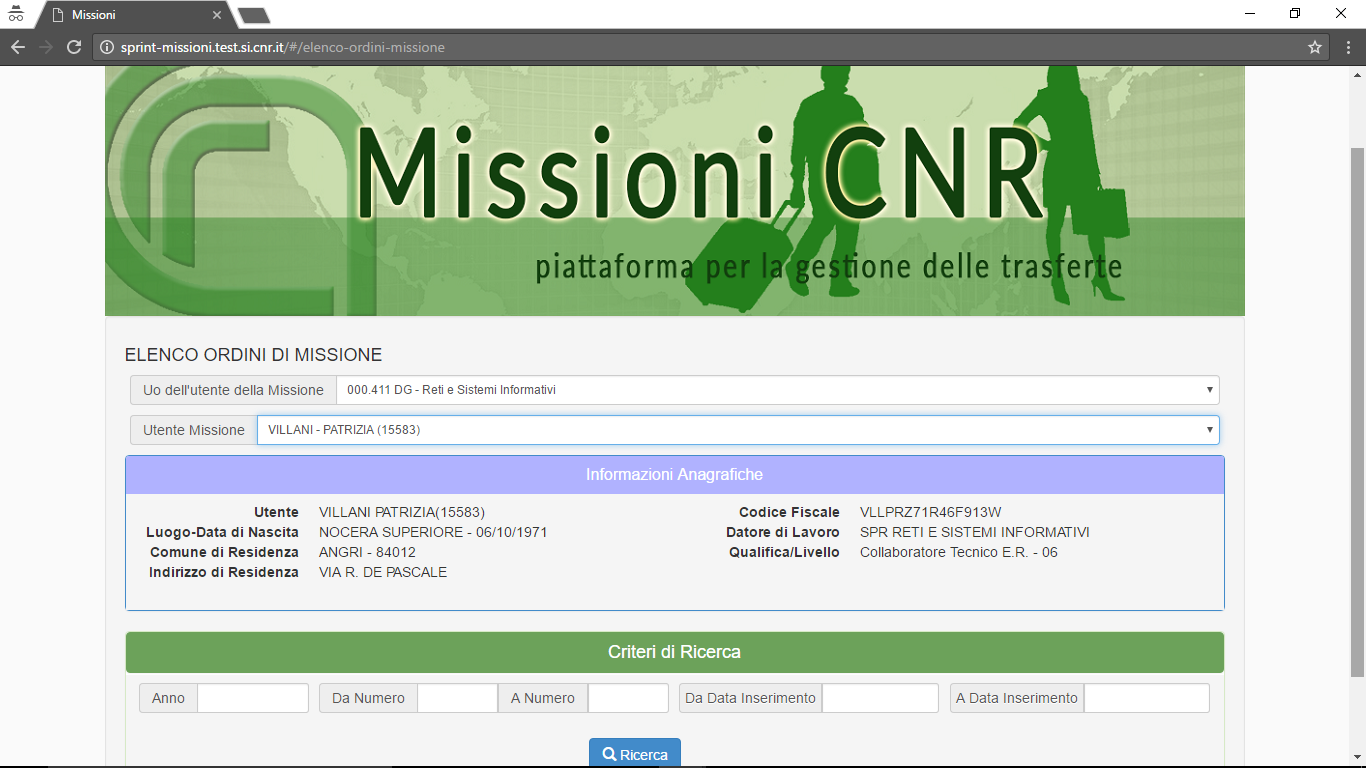 Missioni
sprint-missioni.test.si.cnr.it/#/elenco-ordini-missione
Missioni CNR
piattaforma per la gestione delle trasferte
ELENCO ORDINI DI MISSIONE
Uo dell'utente della Missione 000.411 DG - Reti e Sistemi Informativi
Utente Missione VILLANI - PATRIZIA (15583)
Informazioni Anagrafiche
Utente VILLANI PATRIZIA(15583) Codice Fiscale VLLPRZ71R46F913W
Luogo-Data di Nascita NOCERA SUPERIORE - 06/10/1971 Datore di Lavoro SPR RETI E SISTEMI INFORMATIVI
Comune di Residenza ANGRI - 84012 Qualifica/Livello Collaboratore Tecnico E.R. - 06
Indirizzo di Residenza VIA R. DE PASCALE
Criteri di Ricerca
Anno Da Numero A Numero Da Data Inserimento A Data Inserimento
Ricerca